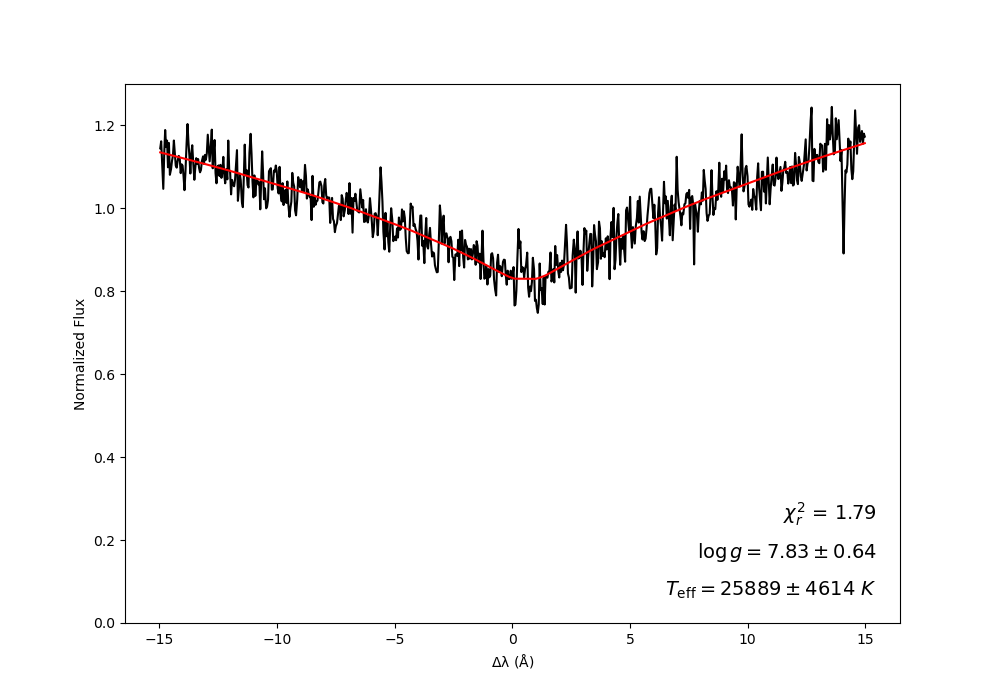 1.2
1.0
0.8
0.6
0.4
0.2
0.0
Normalized Flux
χ²ᵣ = 1.79
log g = 7.83 ± 0.64
T_eff = 25889 ± 4614 K
−15 −10 −5 0 5 10 15
Δλ (Å)